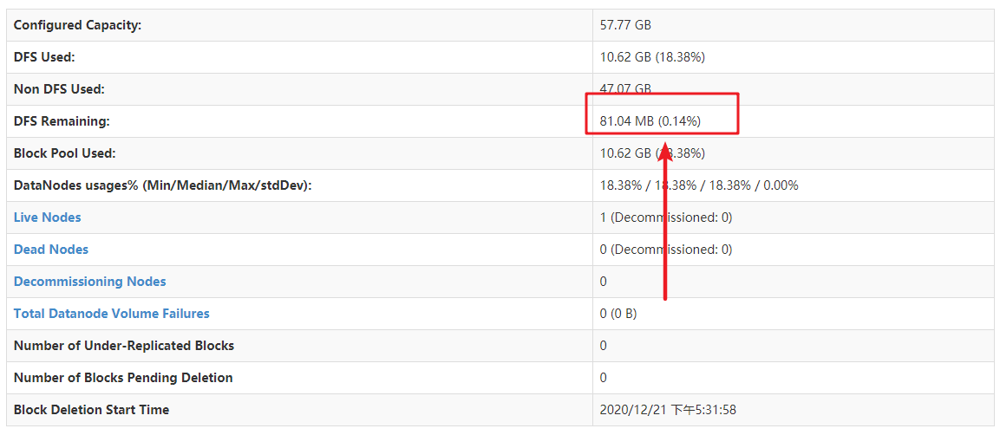 Configured Capacity: 57.77 GB
DFS Used: 10.62 GB (18.38%)
Non DFS Used: 47.07 GB
DFS Remaining: 81.04 MB (0.14%)
Block Pool Used: 10.62 GB (18.38%)
DataNodes usages% (Min/Median/Max/stdDev): 18.38% / 18.38% / 18.38% / 0.00%
Live Nodes 1 (Decommissioned: 0)
Dead Nodes 0 (Decommissioned: 0)
Decommissioning Nodes 0
Total Datanode Volume Failures 0 (0 B)
Number of Under-Replicated Blocks 0
Number of Blocks Pending Deletion 0
Block Deletion Start Time 2020/12/21 下午5:31:58